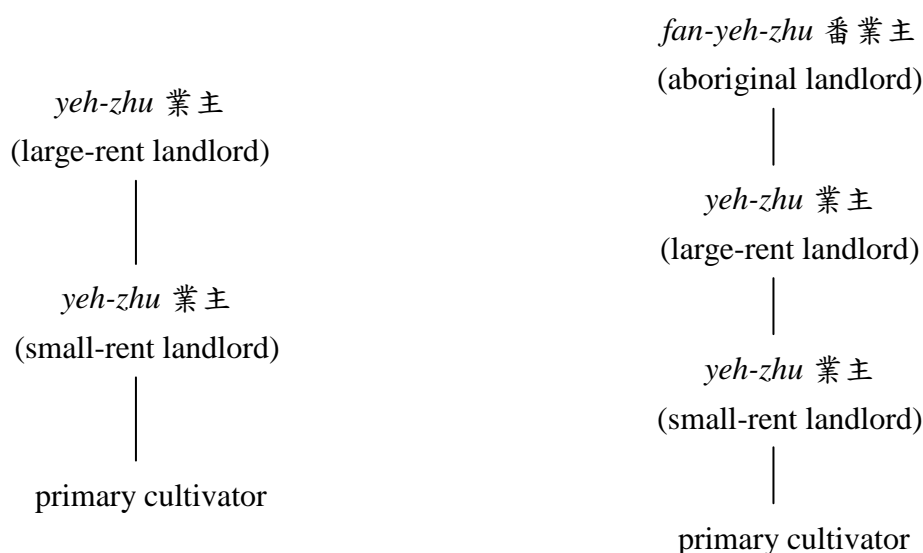 yeh-zhu 業主
(large-rent landlord)
yeh-zhu 業主
(small-rent landlord)
primary cultivator
fan-yeh-zhu 番業主
(aboriginal landlord)
yeh-zhu 業主
(large-rent landlord)
yeh-zhu 業主
(small-rent landlord)
primary cultivator